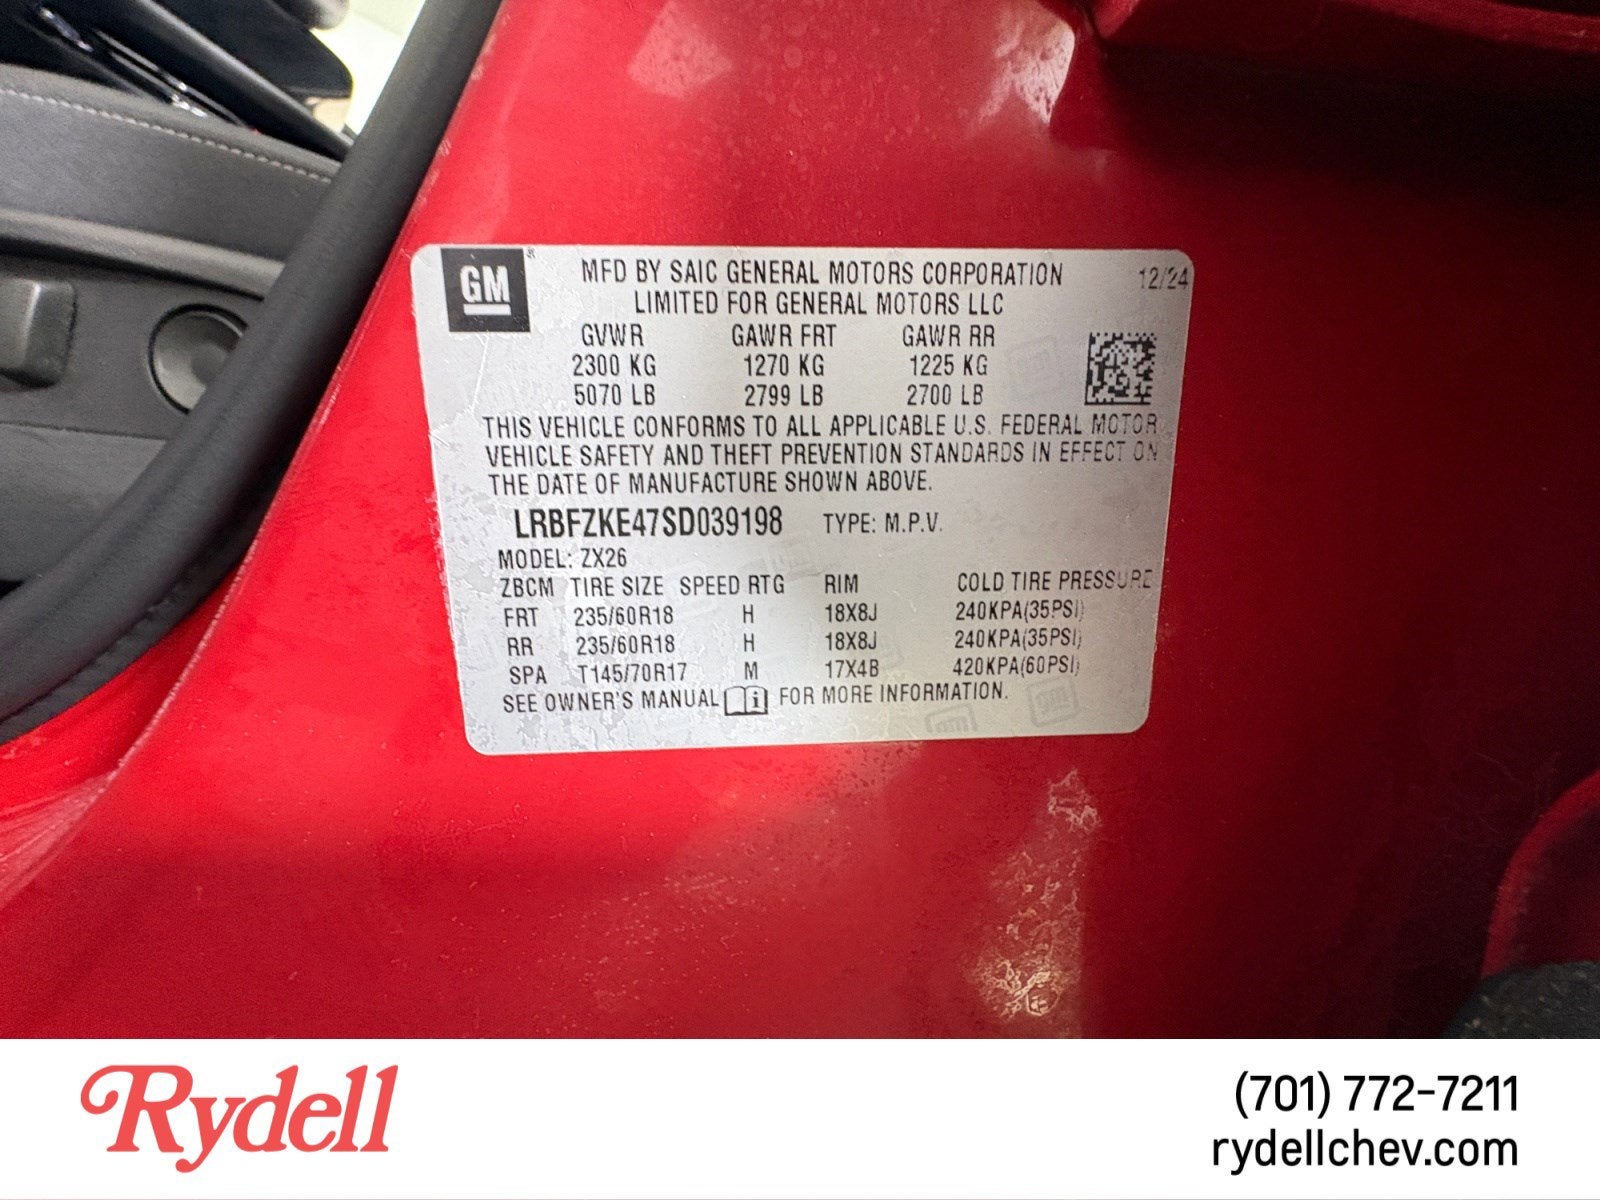 GM
MFD BY SAIC GENERAL MOTORS CORPORATION 12/24
LIMITED FOR GENERAL MOTORS LLC
GVWR GAWR FRT GAWR RR
2300 KG 1270 KG 1225 KG
5070 LB 2799 LB 2700 LB
THIS VEHICLE CONFORMS TO ALL APPLICABLE U.S. FEDERAL MOTOR
VEHICLE SAFETY AND THEFT PREVENTION STANDARDS IN EFFECT ON
THE DATE OF MANUFACTURE SHOWN ABOVE.
LRBFZKE47SD039198 TYPE: M.P.V.
MODEL: ZX26
ZBCM TIRE SIZE SPEED RTG RIM COLD TIRE PRESSURE
FRT 235/60R18 H 18X8J 240KPA(35PSI)
RR 235/60R18 H 18X8J 240KPA(35PSI)
SPA T145/70R17 M 17X4B 420KPA(60PSI)
SEE OWNER'S MANUAL i FOR MORE INFORMATION.
Rydell
(701) 772-7211
rydellchev.com